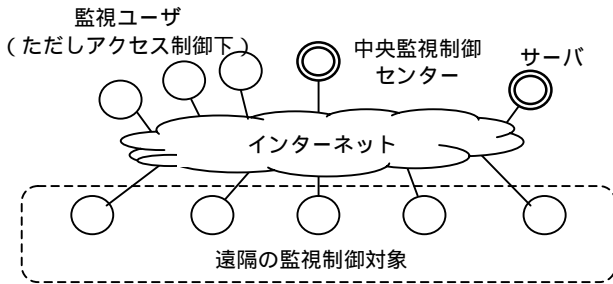 監視ユーザ
(ただしアクセス制御下)
中央監視制御
センター
サーバ
インターネット
遠隔の監視制御対象